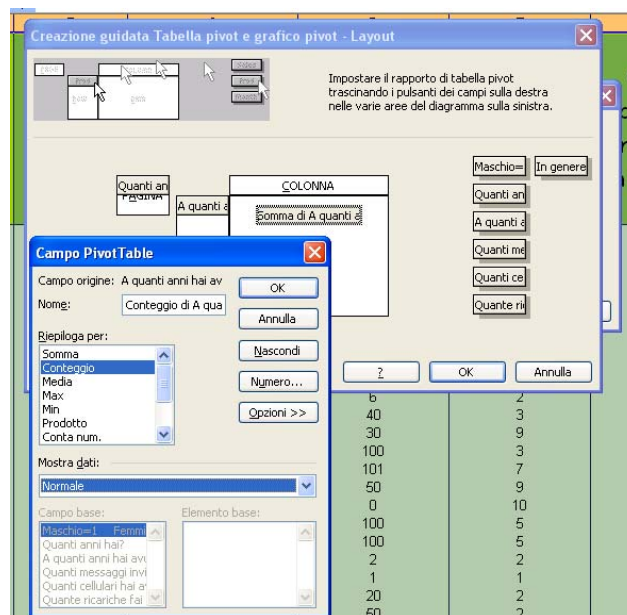 Creazione guidata Tabella pivot e grafico pivot - Layout
Impostare il rapporto di tabella pivot
trascinando i pulsanti dei campi sulla destra
nelle varie aree del diagramma sulla sinistra.
Maschio=
In genere
Quanti an
A quanti a
Quanti me
Quanti ce
Quante ri
Quanti an
PAGINA
A quanti a
COLONNA
Somma di A quanti a
?
OK
Annulla
Campo PivotTable
Campo origine: A quanti anni hai av
Nome: Conteggio di A qua
Riepiloga per:
Somma
Conteggio
Media
Max
Min
Prodotto
Conta num.
OK
Annulla
Nascondi
Numero...
Opzioni >>
Mostra dati:
Normale
Campo base:
Elemento base:
Maschio=1 Femmi
Quanti anni hai?
A quanti anni hai avu
Quanti messaggi invi
Quanti cellulari hai a
Quante ricariche fai
6 2
40 3
30 9
100 3
101 7
50 9
0 10
100 5
100 5
2 2
1 1
20 2
50 2